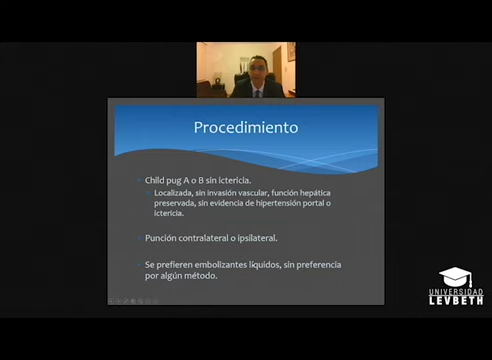 Procedimiento
Child pug A o B sin ictericia.
Localizada, sin invasión vascular, función hepática
preservada, sin evidencia de hipertensión portal o
ictericia.
Punción contralateral o ipsilateral.
Se prefieren embolizantes líquidos, sin preferencia
por algún método.
UNIVERSIDAD
LEVBETH